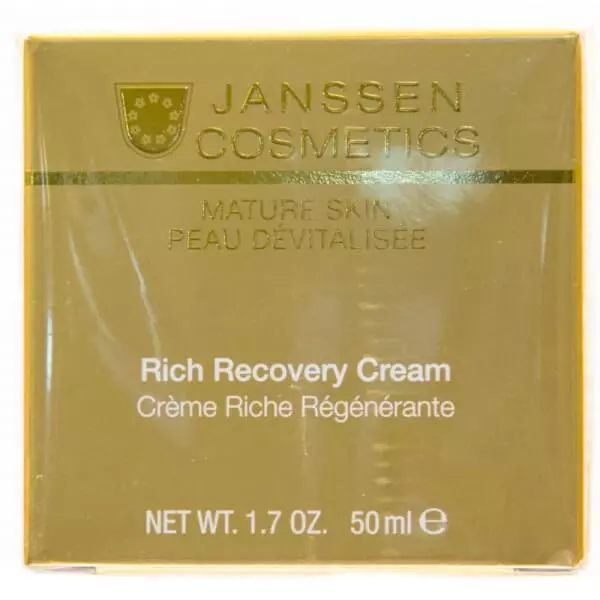 JANSSEN
COSMETICS
MATURE SKIN
PEAU DÉVITALISÉE
Rich Recovery Cream
Crème Riche Régénérante
NET WT. 1.7 OZ. 50 ml ℮